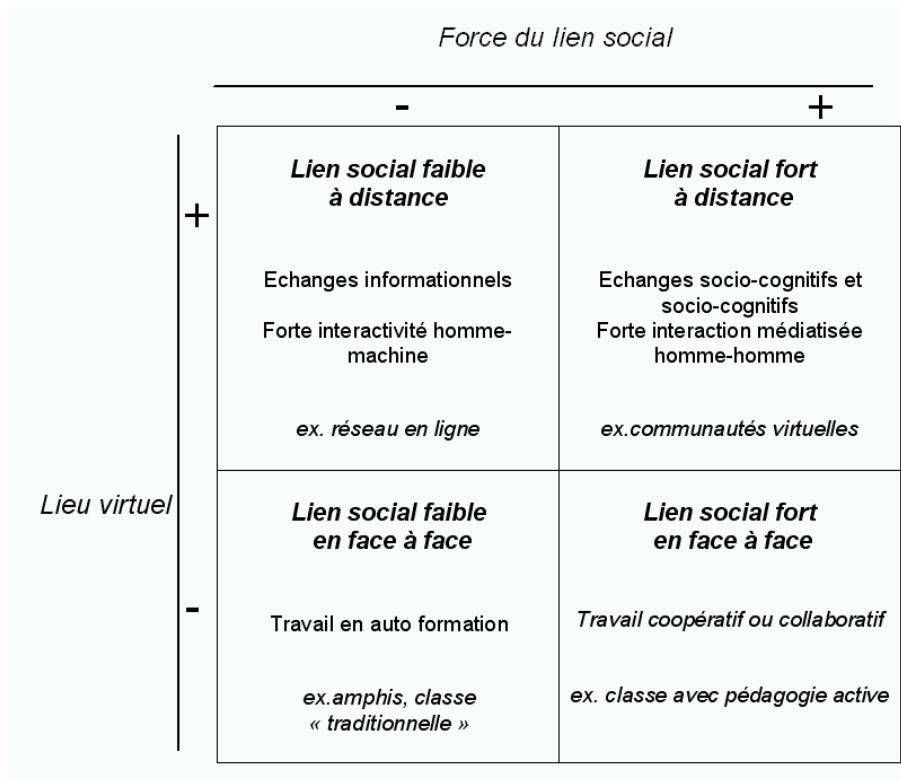 Force du lien social
-
+
Lien social faible
à distance
Lien social fort
à distance
+
Echanges informationnels
Forte interactivité homme-
machine
Echanges socio-cognitifs et
socio-cognitifs
Forte interaction médiatisée
homme-homme
ex. réseau en ligne
ex.communautés virtuelles
Lieu virtuel
Lien social faible
en face à face
Lien social fort
en face à face
-
Travail en auto formation
Travail coopératif ou collaboratif
ex.amphis, classe
« traditionnelle »
ex. classe avec pédagogie active